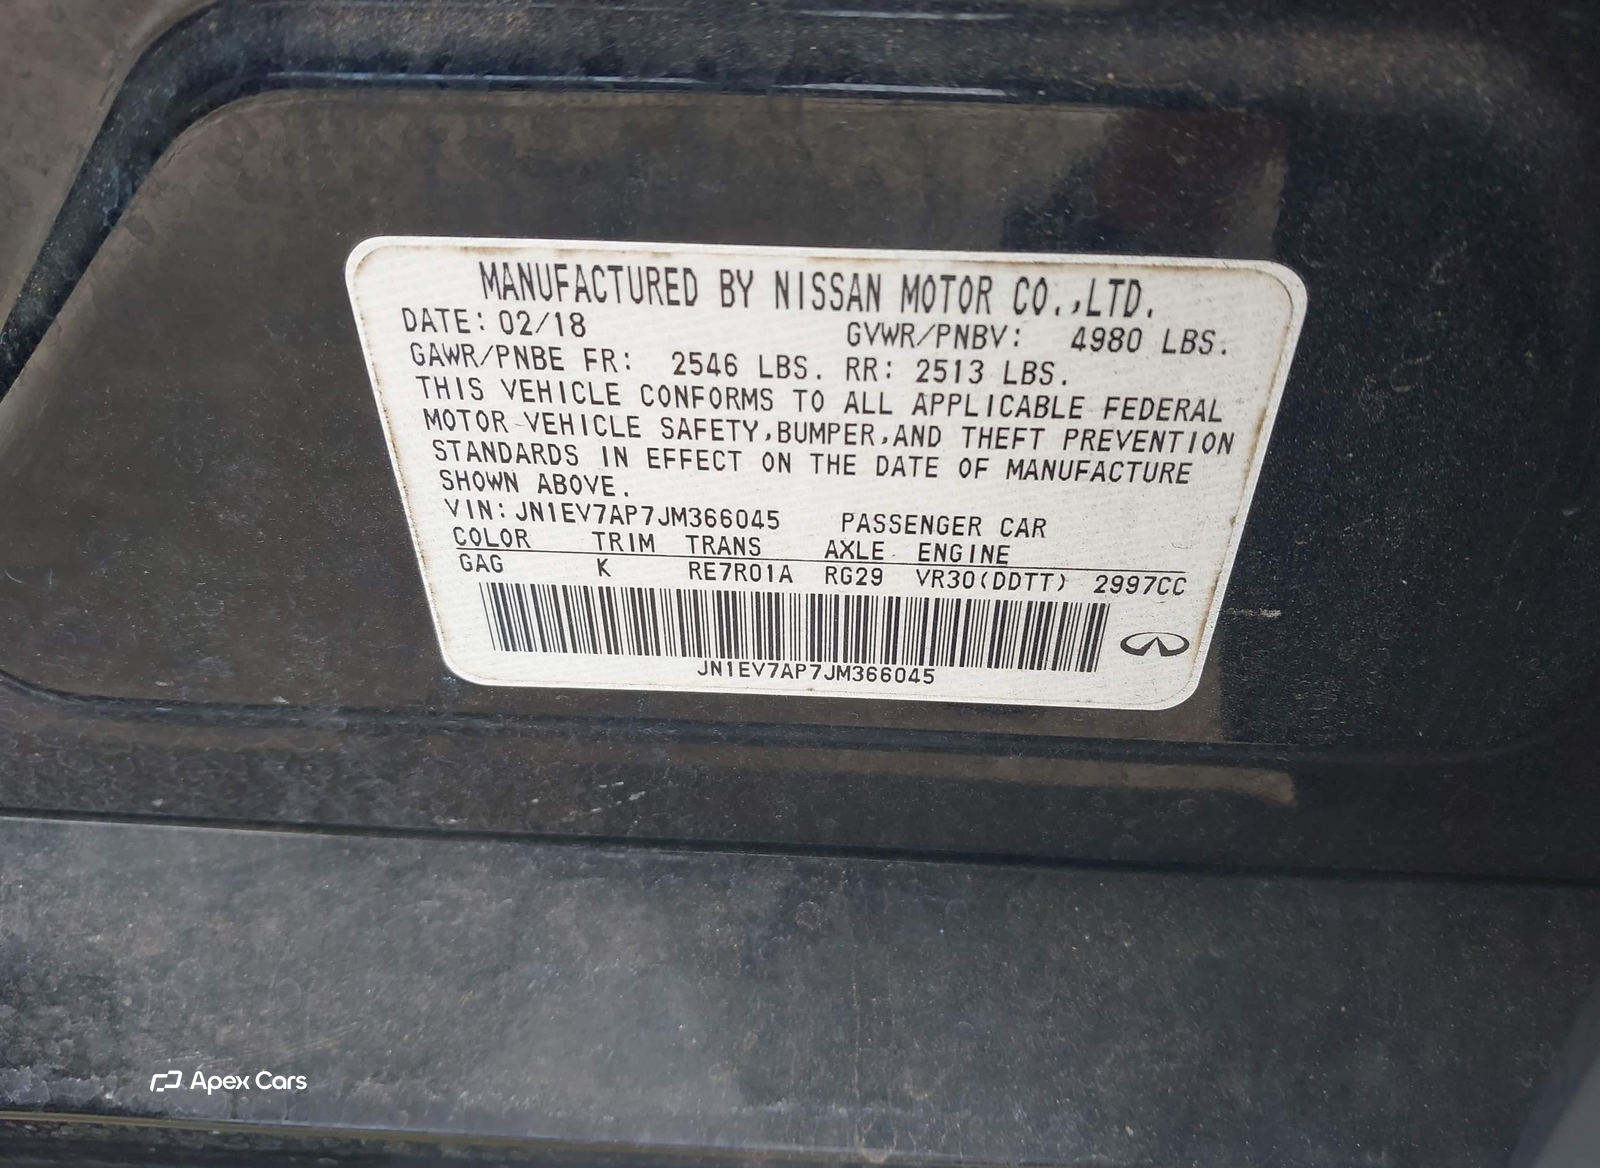 MANUFACTURED BY NISSAN MOTOR CO.,LTD.
DATE: 02/18 GVWR/PNBV: 4980 LBS.
GAWR/PNBE FR: 2546 LBS. RR: 2513 LBS.
THIS VEHICLE CONFORMS TO ALL APPLICABLE FEDERAL
MOTOR VEHICLE SAFETY,BUMPER,AND THEFT PREVENTION
STANDARDS IN EFFECT ON THE DATE OF MANUFACTURE
SHOWN ABOVE.
VIN: JN1EV7AP7JM366045 PASSENGER CAR
COLOR TRIM TRANS AXLE ENGINE
GAG K RE7R01A RG29 VR30(DDTT) 2997CC
JN1EV7AP7JM366045
Apex Cars